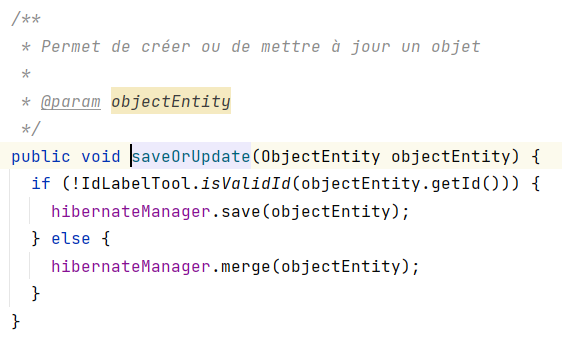 /**
 * Permet de créer ou de mettre à jour un objet
 *
 * @param objectEntity
 */
public void saveOrUpdate(ObjectEntity objectEntity) {
  if (!IdLabelTool.isValidId(objectEntity.getId())) {
    hibernateManager.save(objectEntity);
  } else {
    hibernateManager.merge(objectEntity);
  }
}